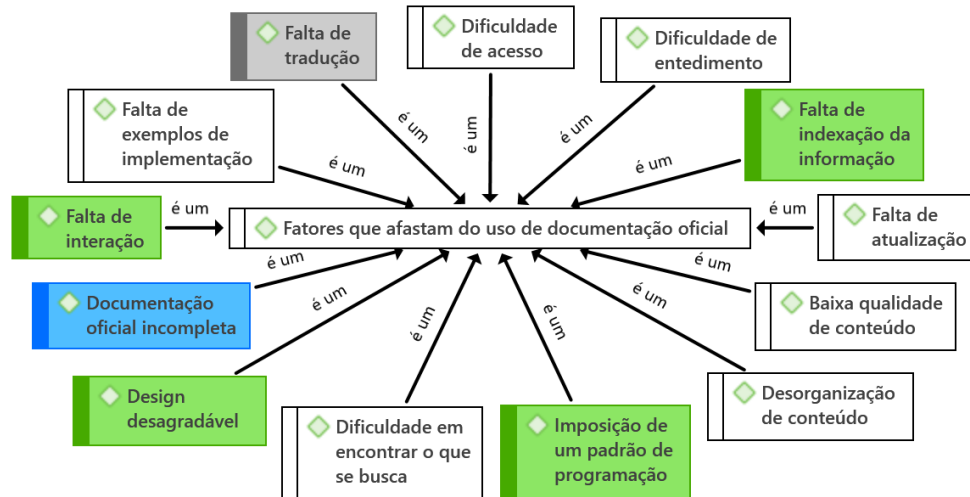 Falta de
tradução
Dificuldade
de acesso
Dificuldade de
entedimento
Falta de
exemplos de
implementação
Falta de
indexação da
informação
é um
é um
é um
é um
é um
Falta de
interação
é um
Fatores que afastam do uso de documentação oficial
é um
Falta de
atualização
Documentação
oficial incompleta
é um
é um
é um
é um
é um
é um
Baixa qualidade
de conteúdo
Design
desagradável
Dificuldade em
encontrar o que
se busca
Imposição de
um padrão de
programação
Desorganização
de conteúdo